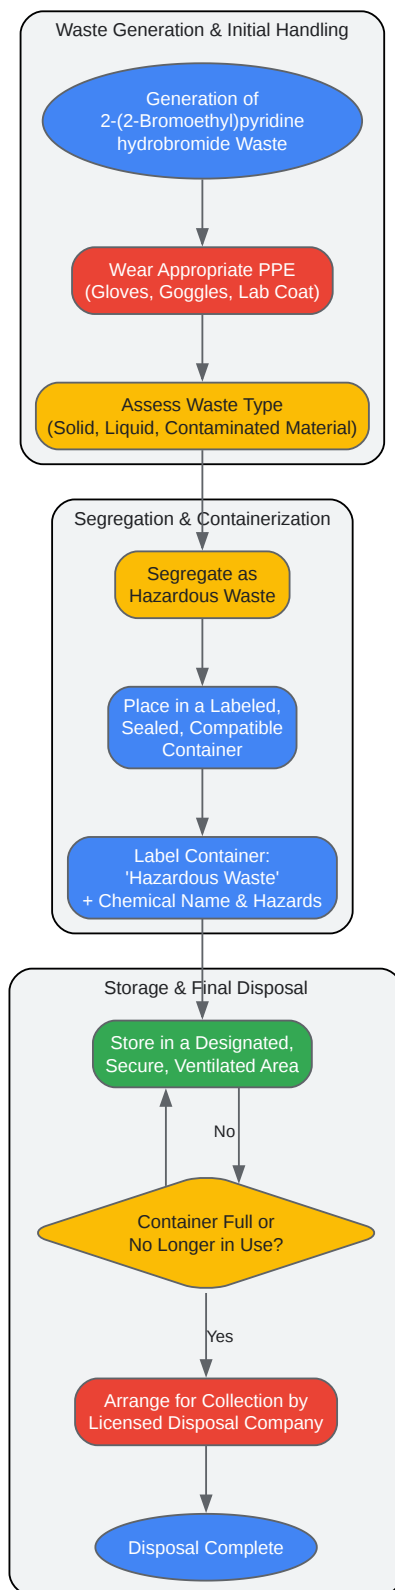 Waste Generation & Initial Handling
Generation of
2-(2-Bromoethyl)pyridine
hydrobromide Waste
Wear Appropriate PPE
(Gloves, Goggles, Lab Coat)
Assess Waste Type
(Solid, Liquid, Contaminated Material)
Segregation & Containerization
Segregate as
Hazardous Waste
Place in a Labeled,
Sealed, Compatible
Container
Label Container:
'Hazardous Waste'
+ Chemical Name & Hazards
Storage & Final Disposal
Store in a Designated,
Secure, Ventilated Area
No
Container Full or
No Longer in Use?
Yes
Arrange for Collection by
Licensed Disposal Company
Disposal Complete